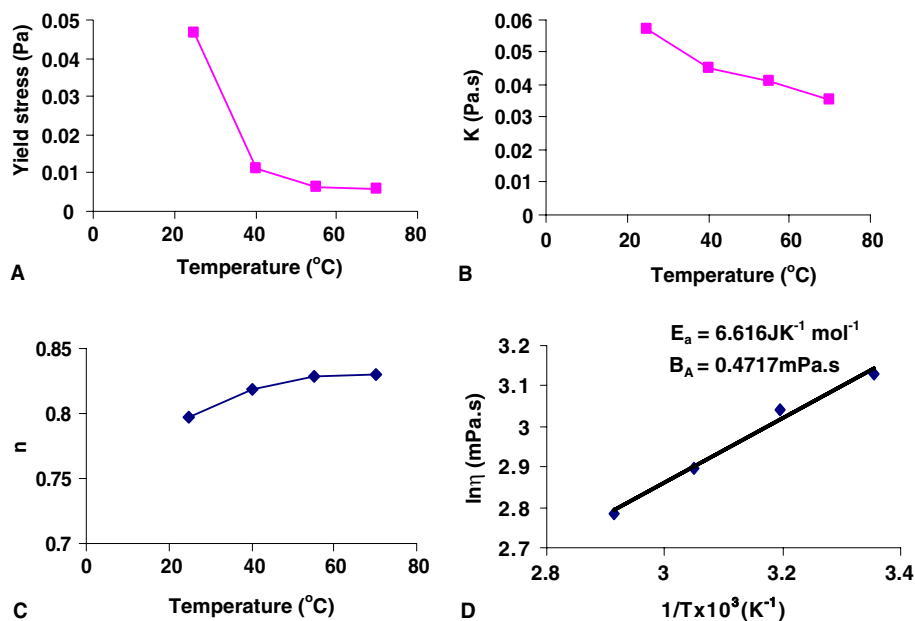 0.05
0.04
0.03
0.02
0.01
0
Yield stress (Pa)
0 20 40 60 80
Temperature (°C)
A
0.06
0.05
0.04
0.03
0.02
0.01
0.00
K (Pa.s)
0 20 40 60 80
Temperature (°C)
B
0.85
0.8
0.75
0.7
n
0 20 40 60 80
Temperature (°C)
C
Eₐ = 6.616JK⁻¹ mol⁻¹
B_A = 0.4717mPa.s
3.2
3.1
3
2.9
2.8
2.7
lnη (mPa.s)
2.8 3 3.2 3.4
1/Tx10³(K⁻¹)
D